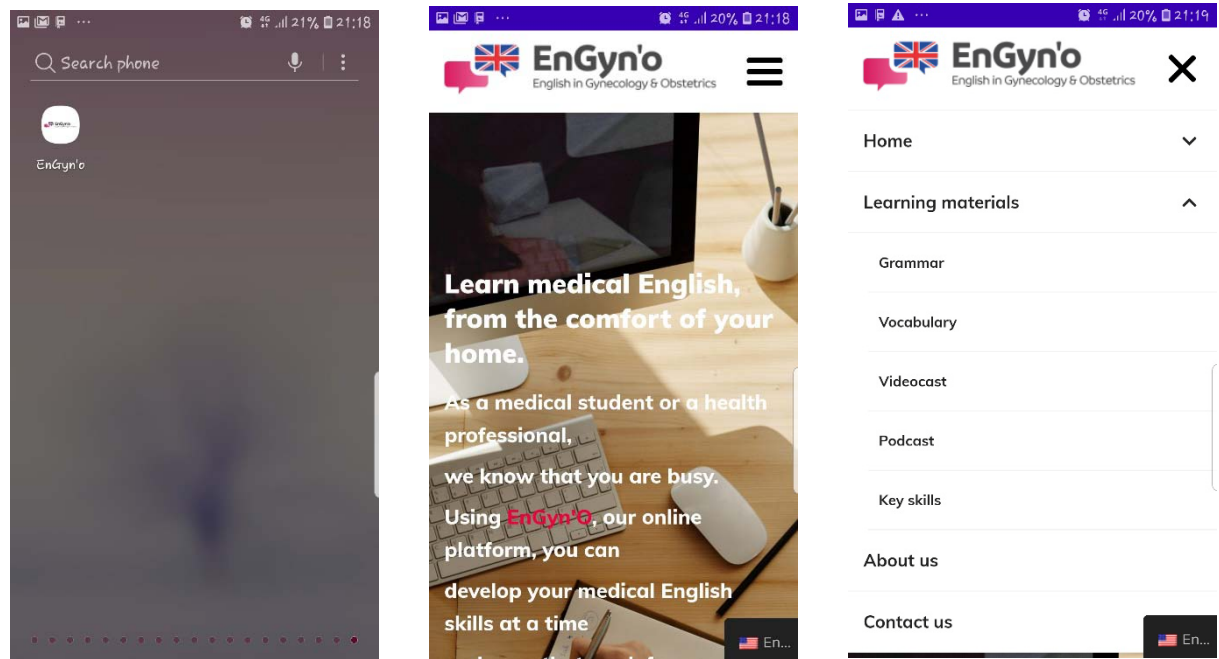 4G 21% 21:18
Search phone
EnGyn'o
4G 20% 21:18
EnGyn'o
English in Gynecology & Obstetrics
Learn medical English,
from the comfort of your
home.
As a medical student or a health
professional,
we know that you are busy.
Using EnGyn'O, our online
platform, you can
develop your medical English
skills at a time
En...
4G 20% 21:19
EnGyn'o
English in Gynecology & Obstetrics
Home
Learning materials
Grammar
Vocabulary
Videocast
Podcast
Key skills
About us
Contact us
En...